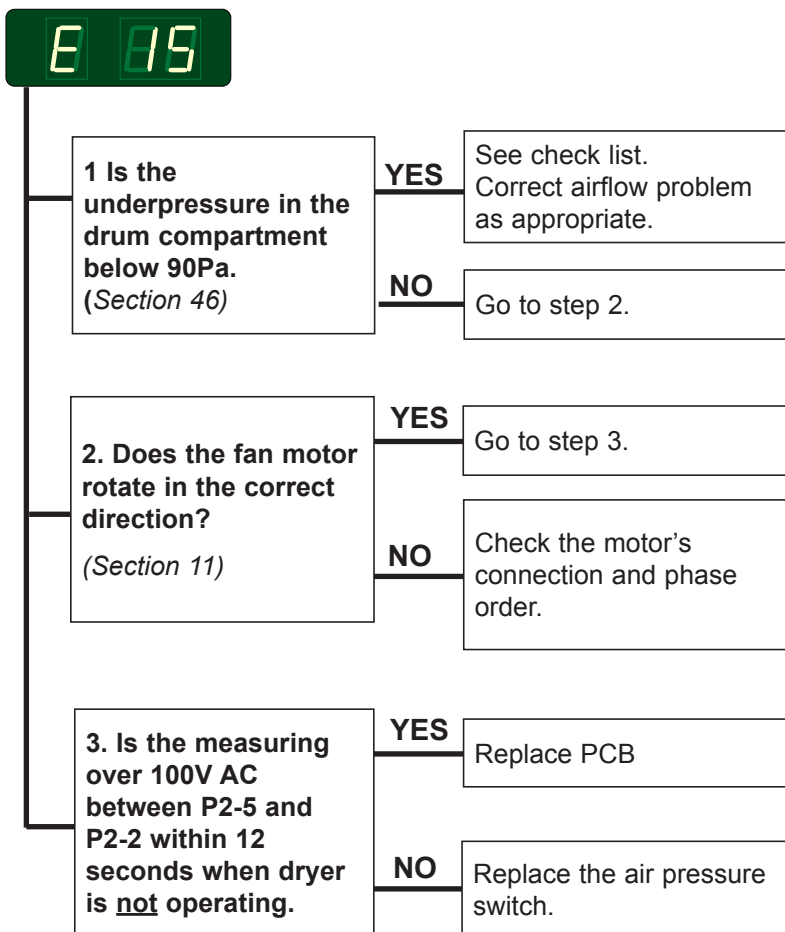 E 15
1 Is the
underpressure in the
drum compartment
below 90Pa.
(Section 46)
YES
See check list.
Correct airflow problem
as appropriate.
NO
Go to step 2.
2. Does the fan motor
rotate in the correct
direction?
(Section 11)
YES
Go to step 3.
NO
Check the motor’s
connection and phase
order.
3. Is the measuring
over 100V AC
between P2-5 and
P2-2 within 12
seconds when dryer
is not operating.
YES
Replace PCB
NO
Replace the air pressure
switch.